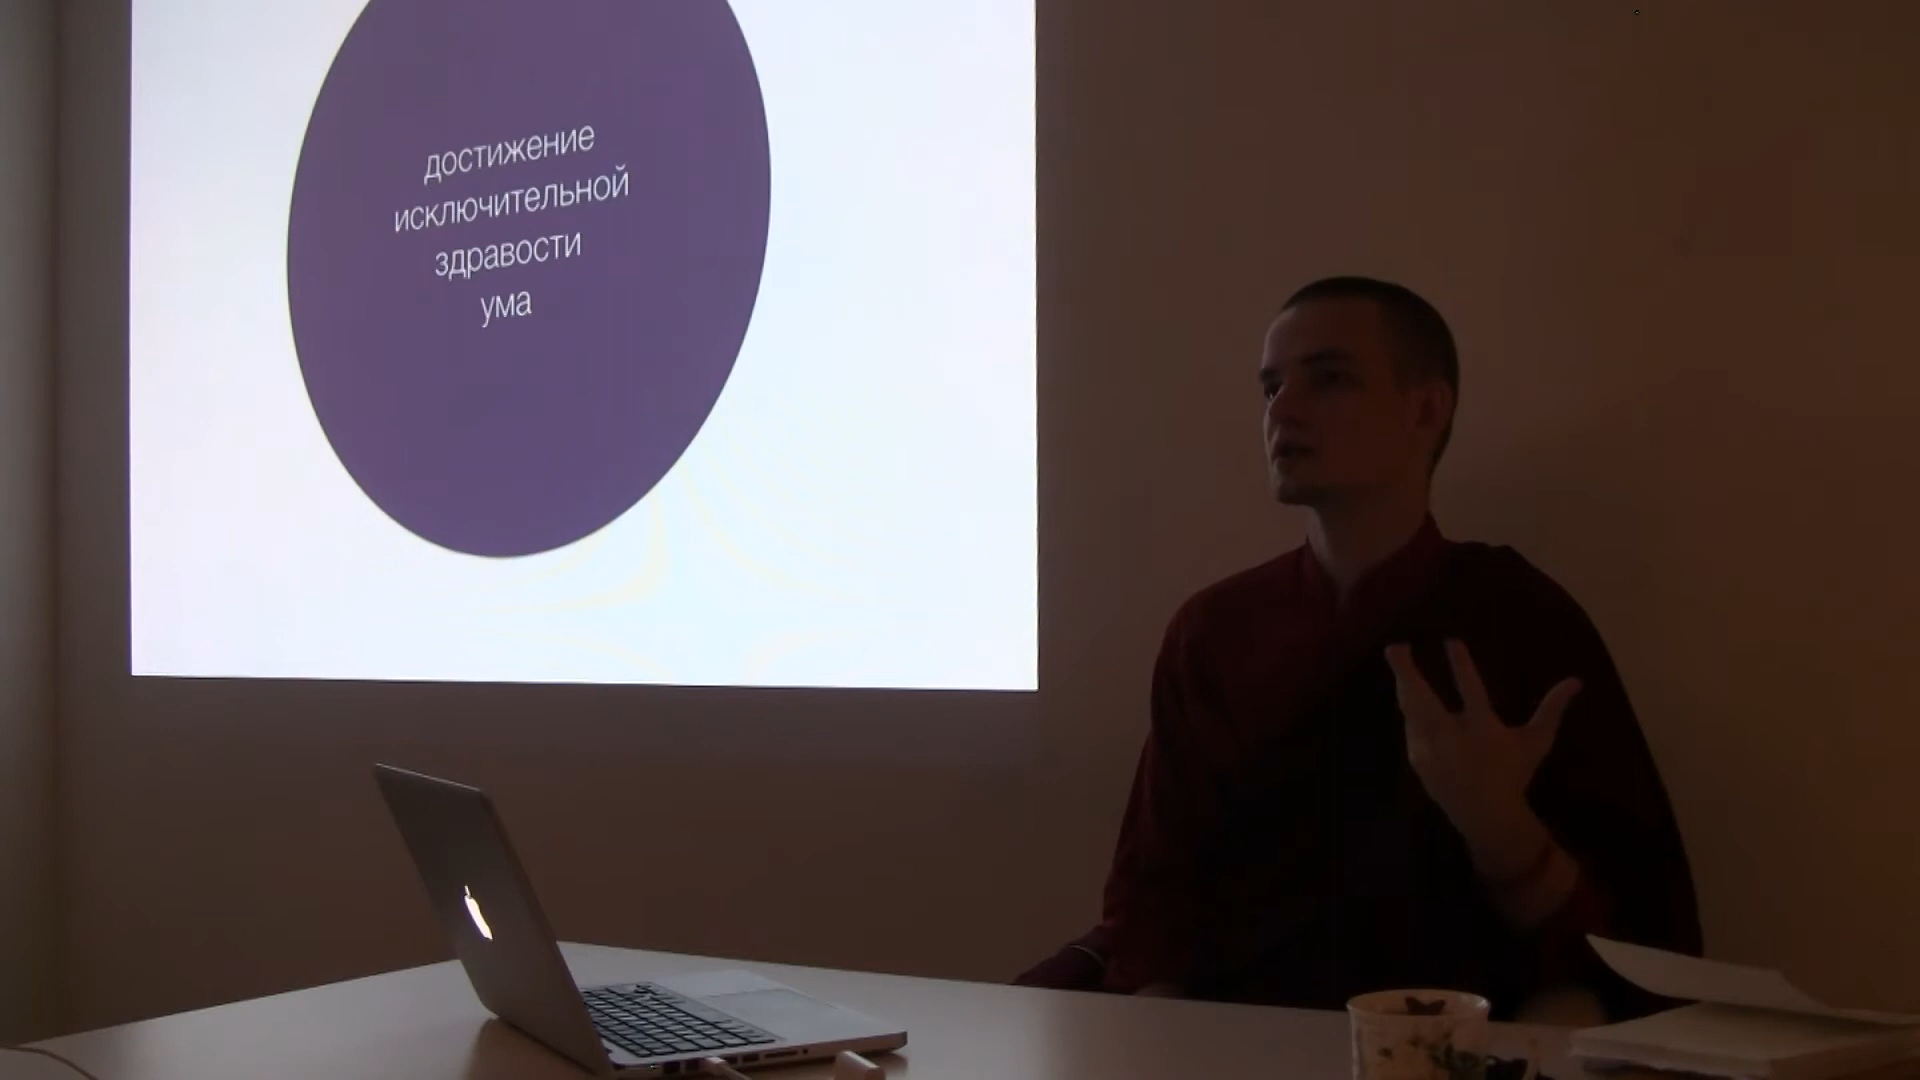 достижение
исключительной
здравости
ума